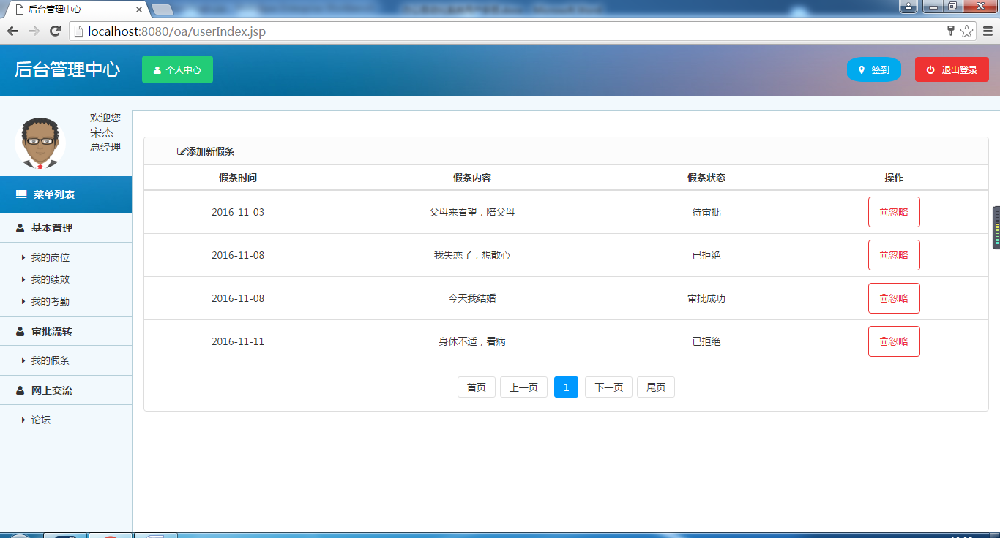 后台管理中心
localhost:8080/oa/userIndex.jsp
后台管理中心
个人中心
签到
退出登录
欢迎您
宋杰
总经理
菜单列表
基本管理
我的岗位
我的绩效
我的考勤
审批流转
我的假条
网上交流
论坛
添加新假条
假条时间 假条内容 假条状态 操作
2016-11-03 父母来看望，陪父母 待审批 忽略
2016-11-08 我失恋了，想散心 已拒绝 忽略
2016-11-08 今天我结婚 审批成功 忽略
2016-11-11 身体不适，看病 已拒绝 忽略
首页 上一页 1 下一页 尾页